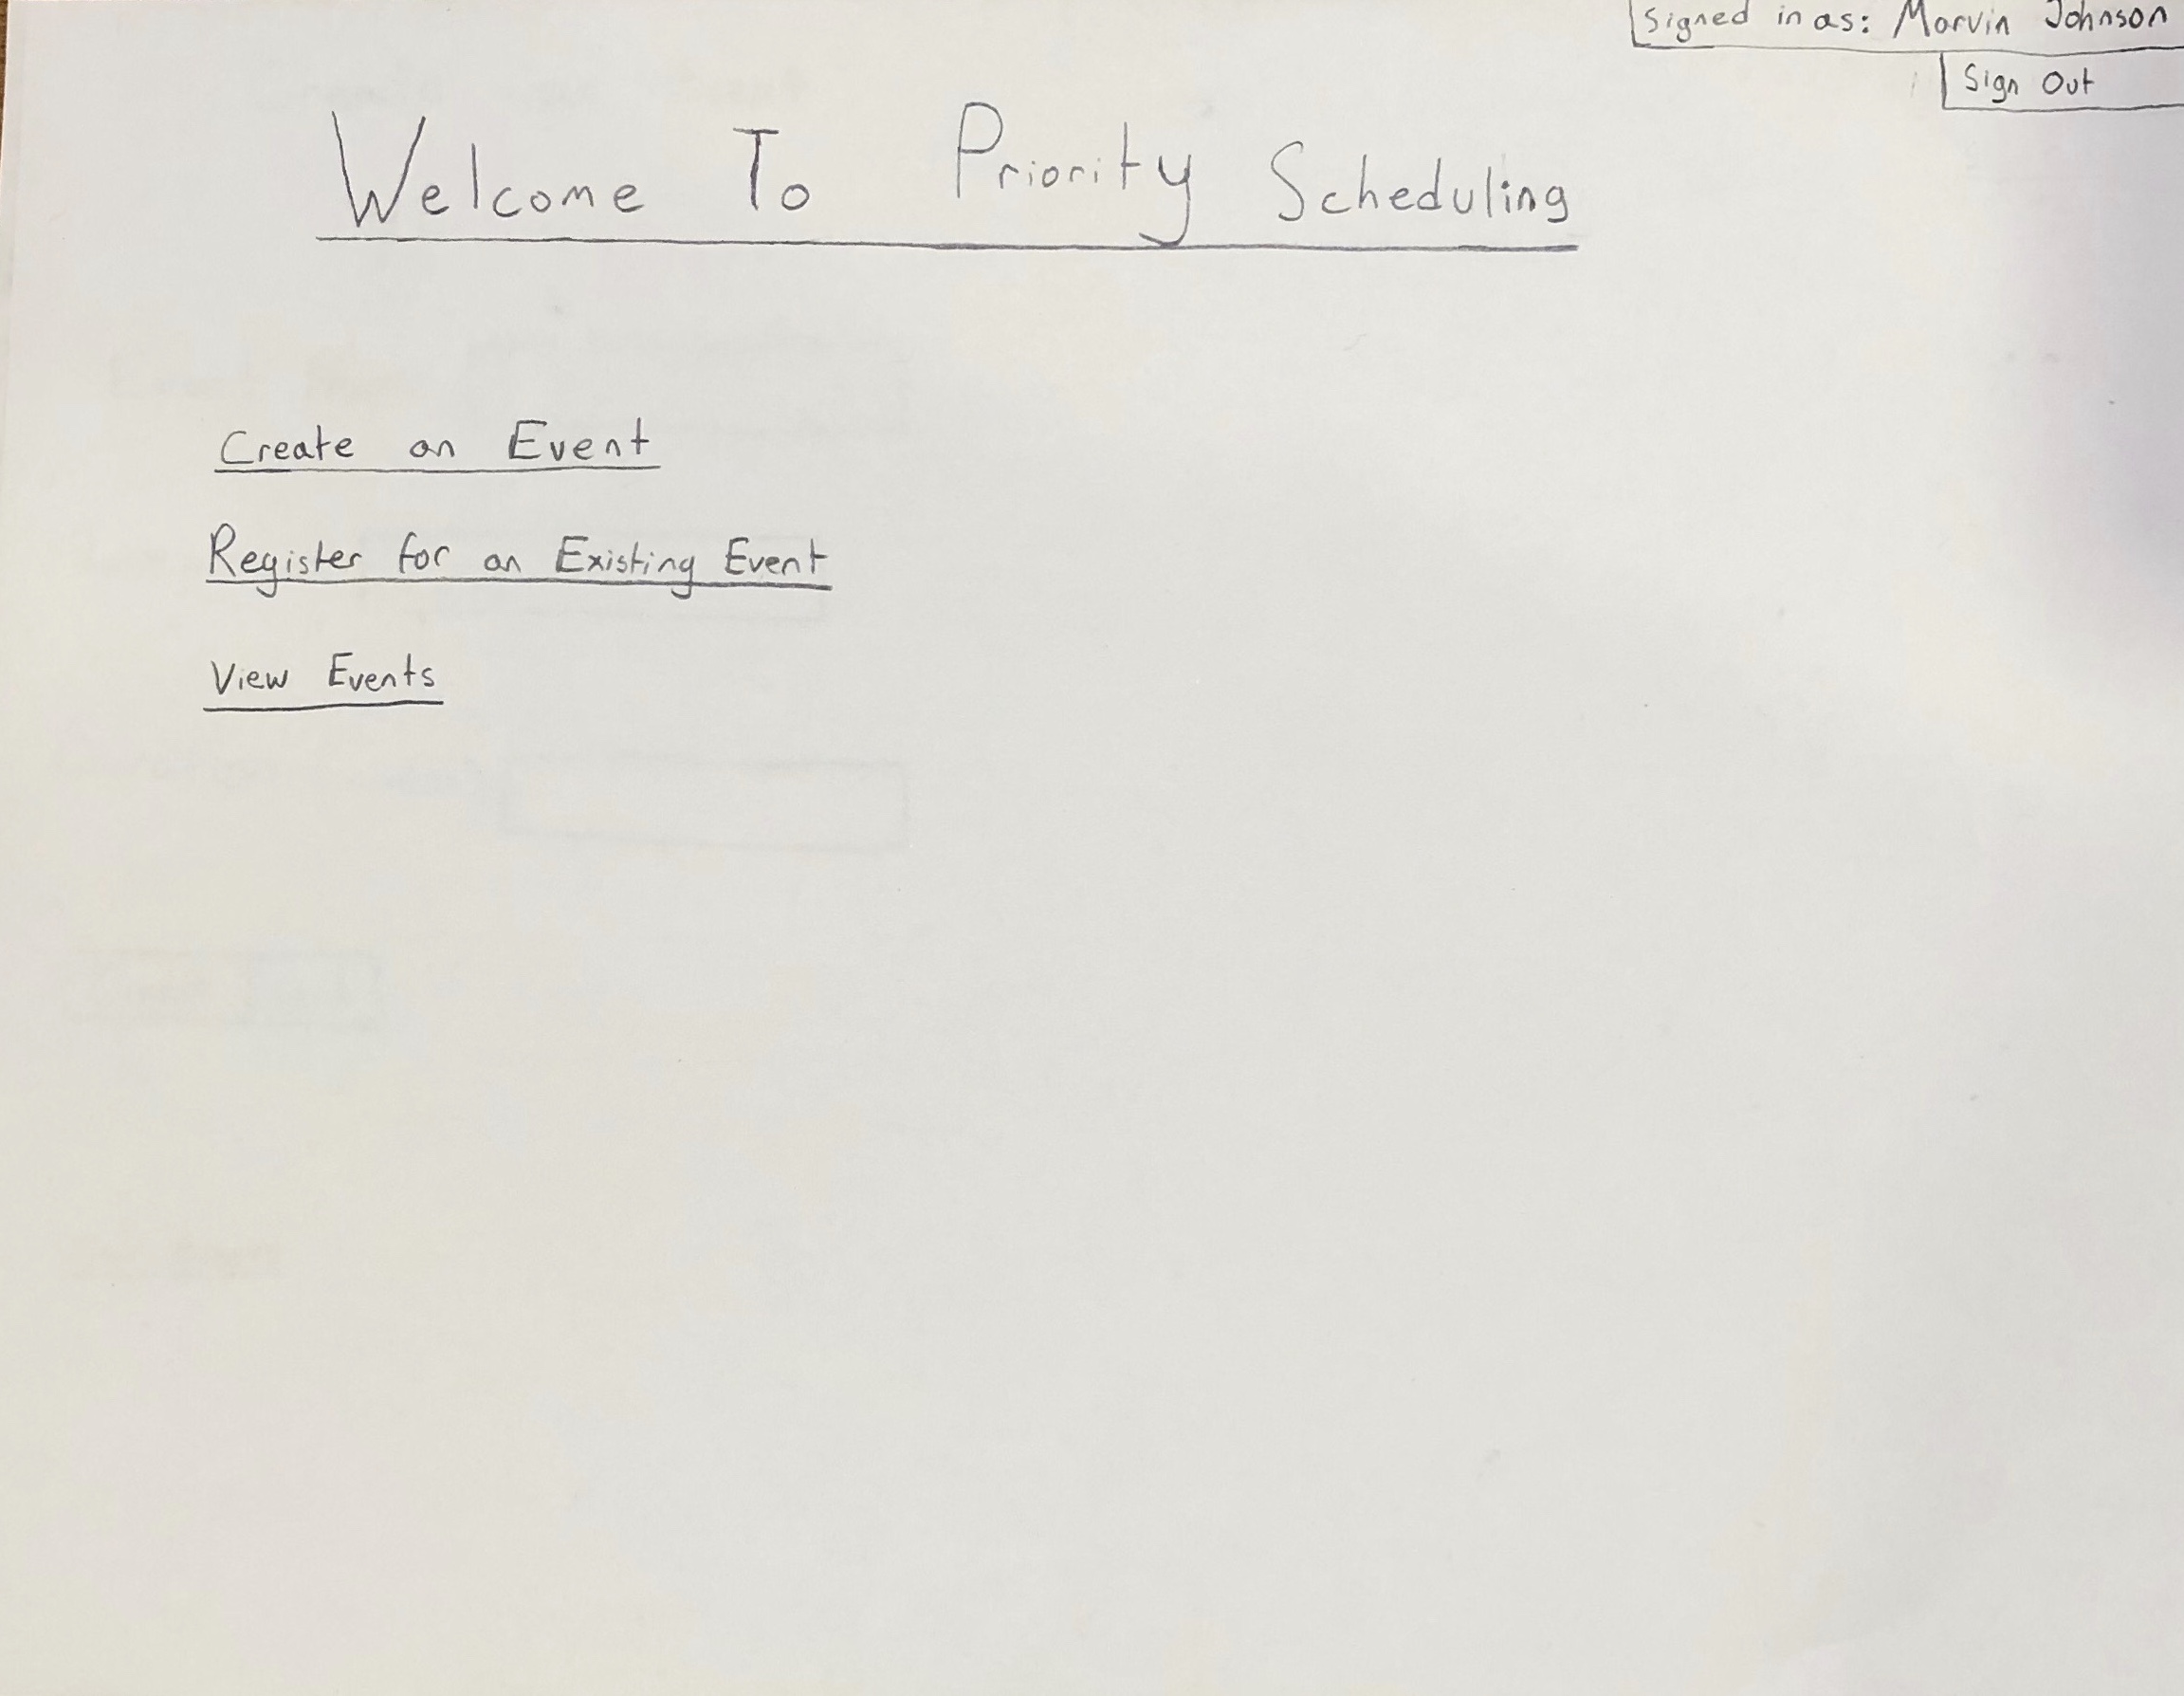 Signed in as: Marvin Johnson
Sign Out
Welcome To Priority Scheduling
Create an Event
Register for an Existing Event
View Events